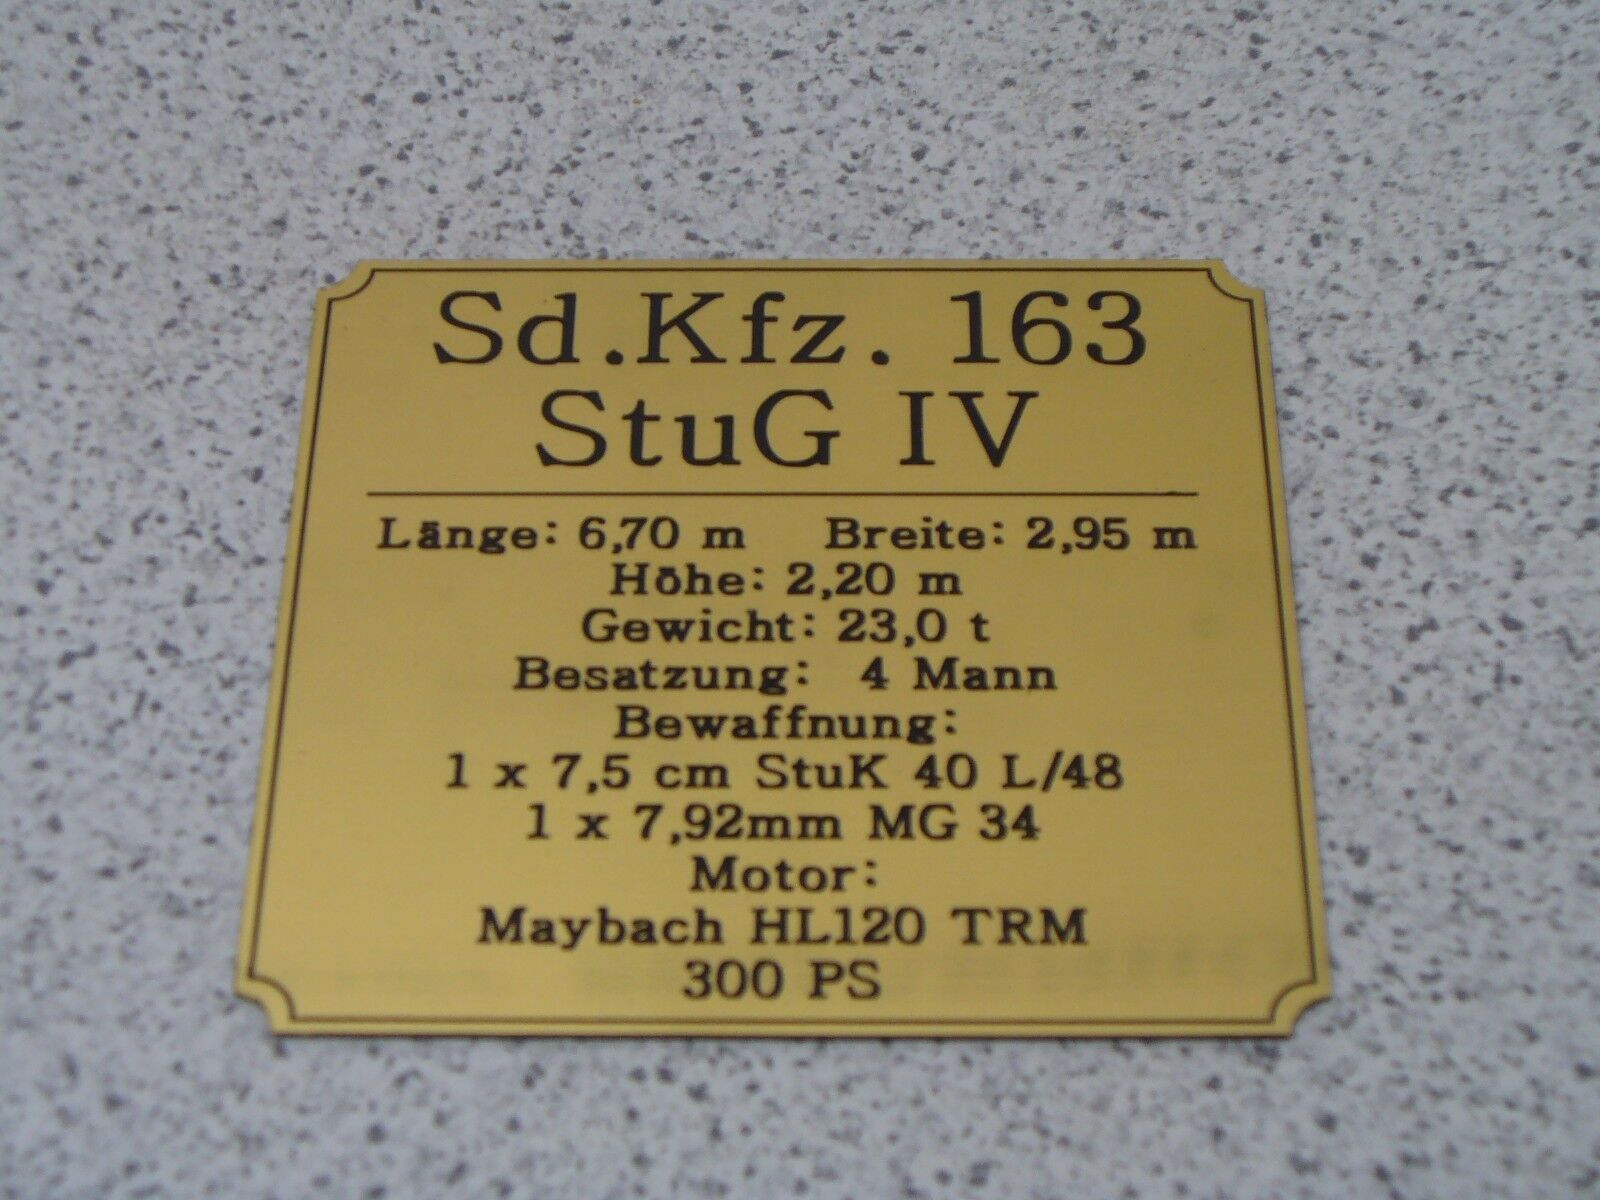 Sd.Kfz. 163
StuG IV
Länge: 6,70 m Breite: 2,95 m
Höhe: 2,20 m
Gewicht: 23,0 t
Besatzung: 4 Mann
Bewaffnung:
1 x 7,5 cm StuK 40 L/48
1 x 7,92mm MG 34
Motor:
Maybach HL120 TRM
300 PS